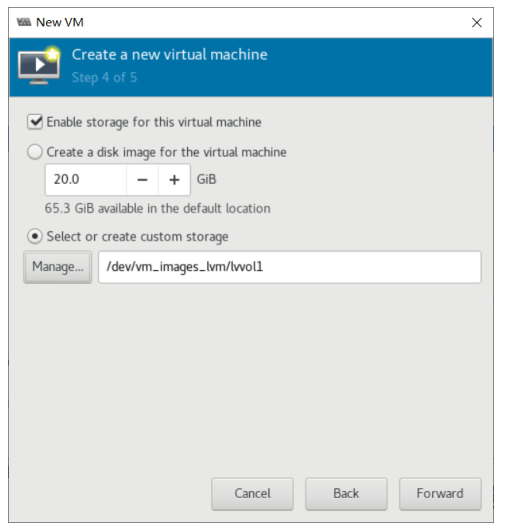 New VM
Create a new virtual machine
Step 4 of 5
Enable storage for this virtual machine
Create a disk image for the virtual machine
20.0 − + GiB
65.3 GiB available in the default location
Select or create custom storage
Manage... /dev/vm_images_lvm/lvvol1
Cancel Back Forward